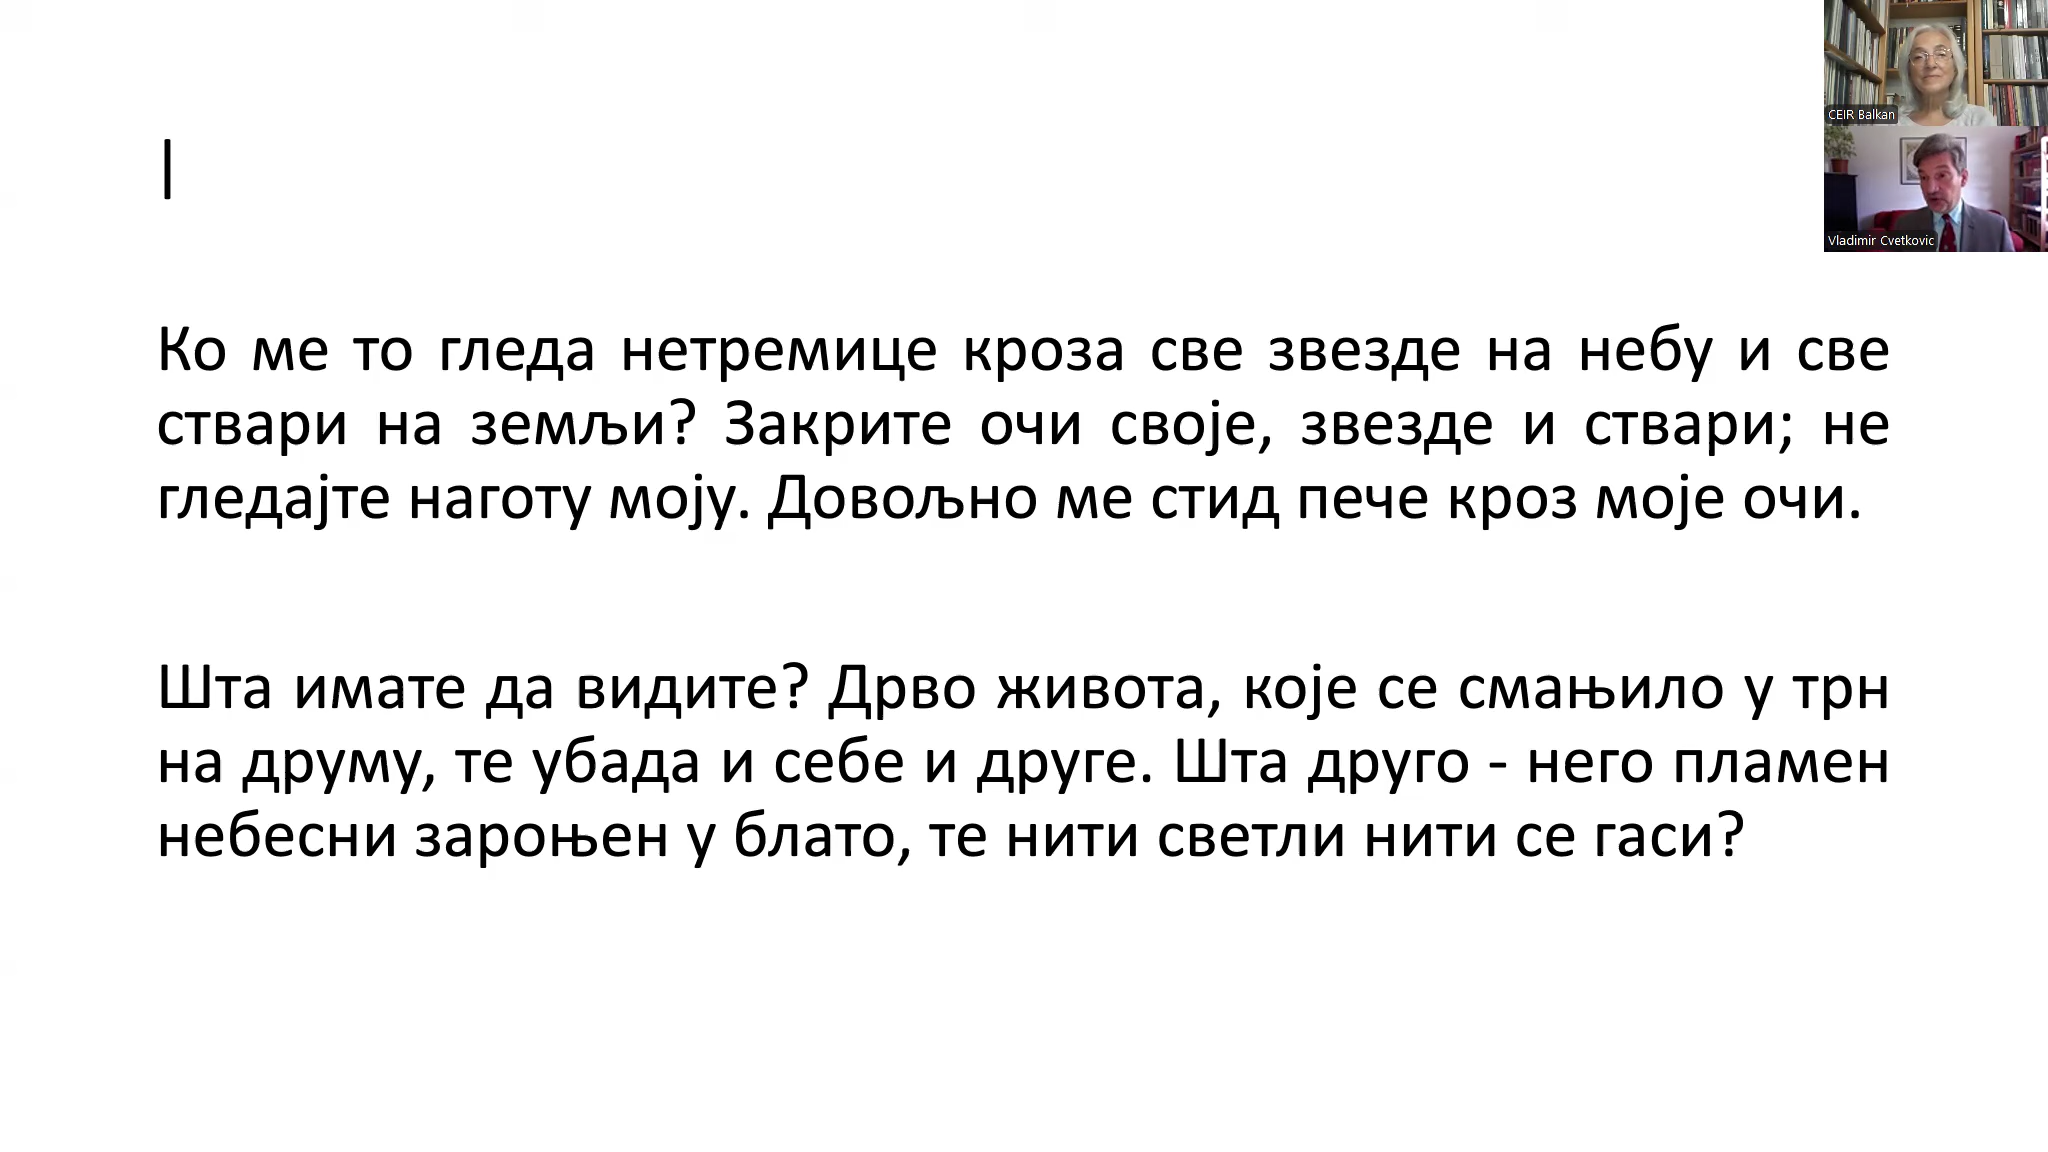 I
CEIR Balkan
Vladimir Cvetkovic
Ко ме то гледа нетремице кроза све звезде на небу и све
ствари на земљи? Закрите очи своје, звезде и ствари; не
гледајте наготу моју. Довољно ме стид пече кроз моје очи.
Шта имате да видите? Дрво живота, које се смањило у трн
на друму, те убада и себе и друге. Шта друго - него пламен
небесни зароњен у блато, те нити светли нити се гаси?